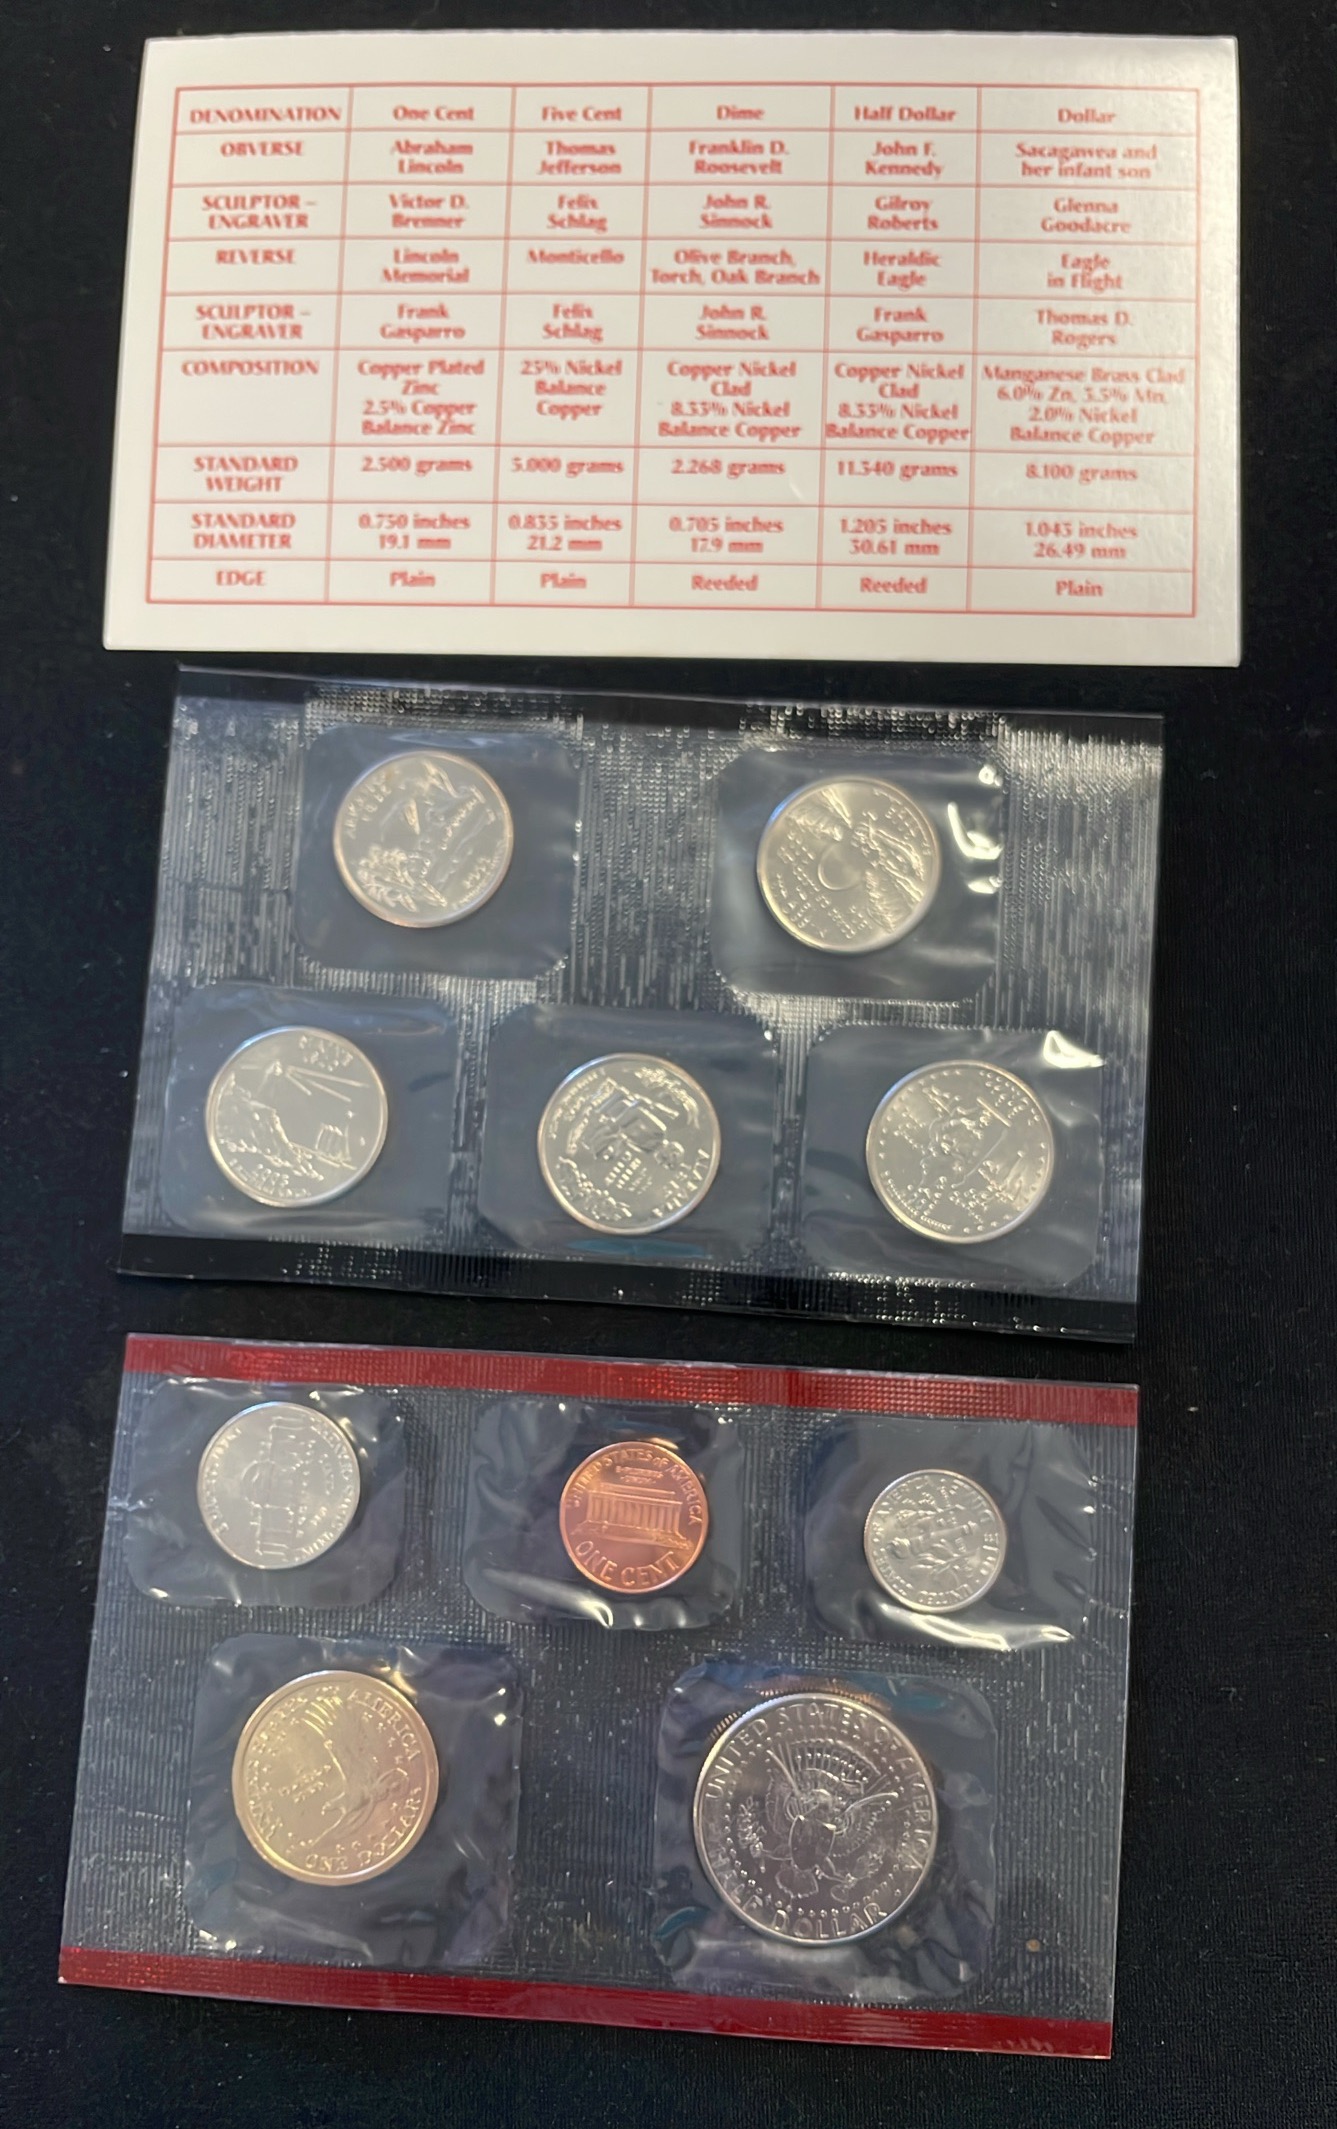 DENOMINATION One Cent Five Cent Dime Half Dollar Dollar
OBVERSE Abraham Lincoln Thomas Jefferson Franklin D. Roosevelt John F. Kennedy Sacagawea and her infant son
SCULPTOR – ENGRAVER Victor D. Brenner Felix Schlag John R. Sinnock Gilroy Roberts Glenna Goodacre
REVERSE Lincoln Memorial Monticello Olive Branch, Torch, Oak Branch Heraldic Eagle Eagle in Flight
SCULPTOR – ENGRAVER Frank Gasparro Felix Schlag John R. Sinnock Frank Gasparro Thomas D. Rogers
COMPOSITION Copper Plated Zinc 2.5% Copper Balance Zinc 25% Nickel Balance Copper Copper Nickel Clad 8.33% Nickel Balance Copper Copper Nickel Clad 8.33% Nickel Balance Copper Manganese Brass Clad 6.0% Zn, 3.5% Mn, 2.0% Nickel Balance Copper
STANDARD WEIGHT 2.500 grams 5.000 grams 2.268 grams 11.340 grams 8.100 grams
STANDARD DIAMETER 0.750 inches 19.1 mm 0.835 inches 21.2 mm 0.705 inches 17.9 mm 1.205 inches 30.61 mm 1.043 inches 26.49 mm
EDGE Plain Plain Reeded Reeded Plain
UNITED STATES OF AMERICA
ONE CENT
AMERICA
ONE DOLLAR
UNITED STATES OF AMERICA
HALF DOLLAR